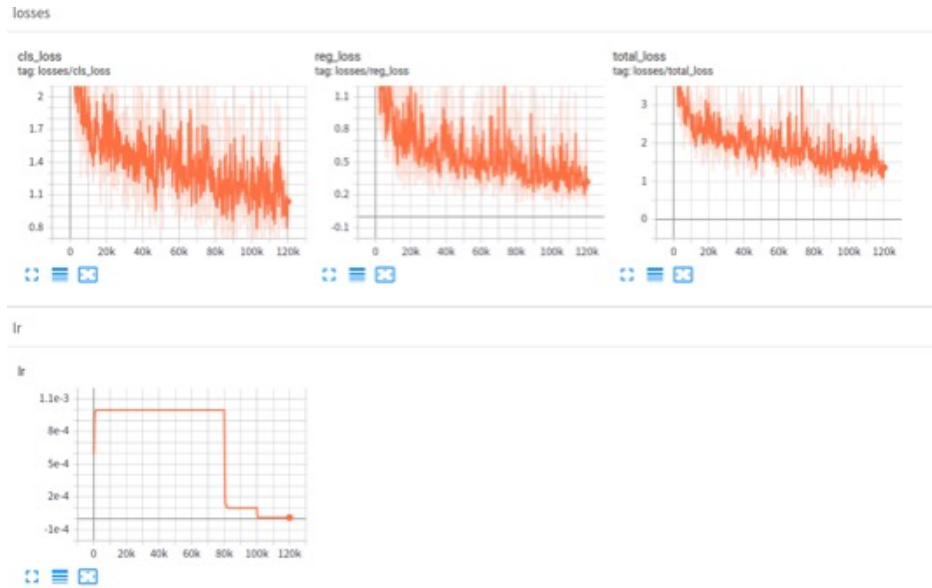 losses
cls_loss
tag: losses/cls_loss
2
1.7
1.4
1.1
0.8
0 20k 40k 60k 80k 100k 120k
reg_loss
tag: losses/reg_loss
1.1
0.8
0.5
0.2
-0.1
0 20k 40k 60k 80k 100k 120k
total_loss
tag: losses/total_loss
3
2
1
0
0 20k 40k 60k 80k 100k 120k
lr
lr
1.1e-3
8e-4
5e-4
2e-4
-1e-4
0 20k 40k 60k 80k 100k 120k